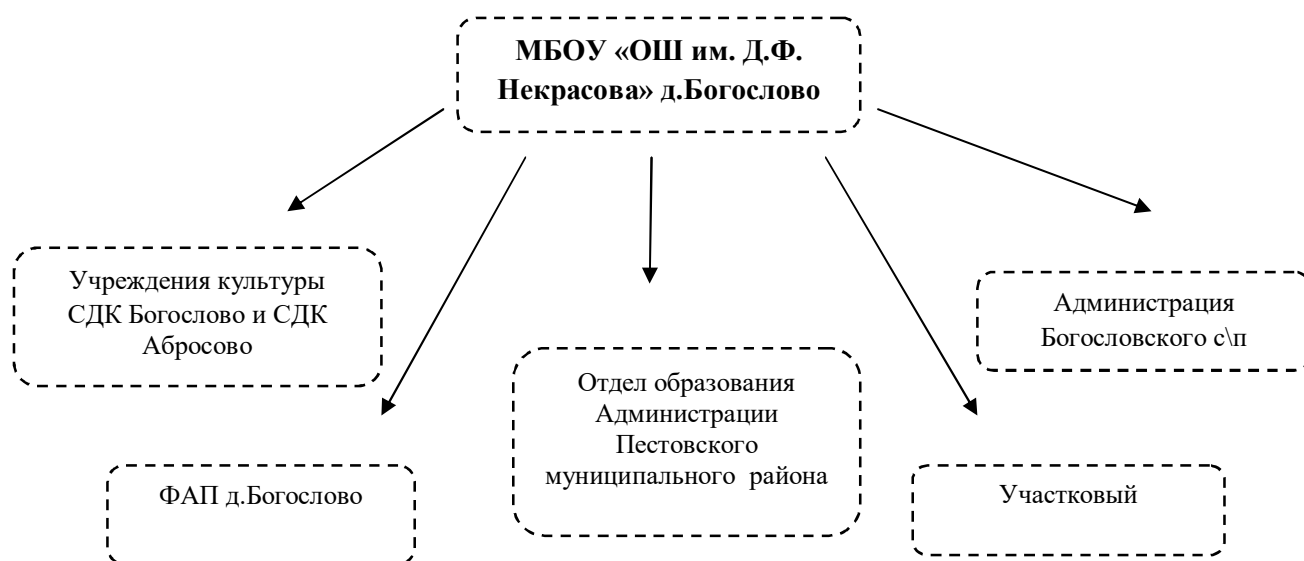 МБОУ «ОШ им. Д.Ф.
Некрасова» д.Богослово
Учреждения культуры
СДК Богослово и СДК
Абросово
Администрация
Богословского с\п
Отдел образования
Администрации
Пестовского
муниципального района
ФАП д.Богослово
Участковый